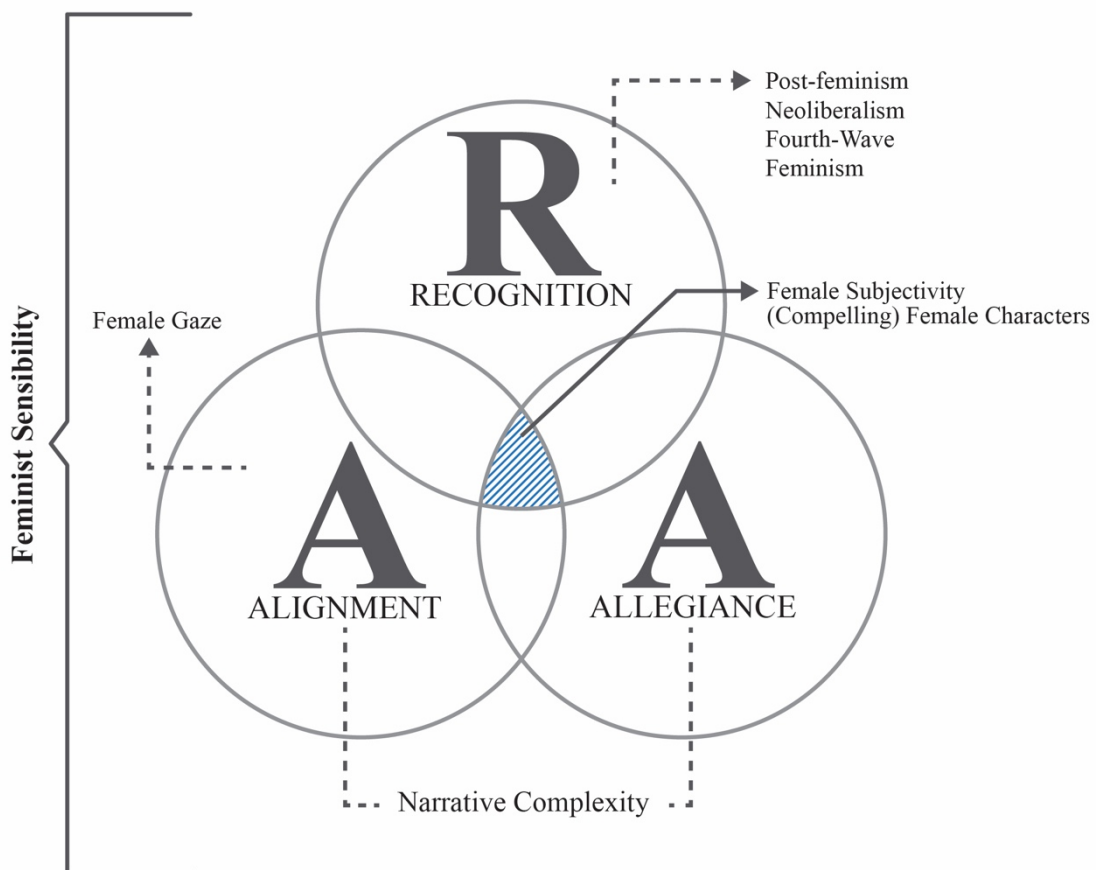 Post-feminism
Neoliberalism
Fourth-Wave
Feminism
R
RECOGNITION
Female Subjectivity
(Compelling) Female Characters
Female Gaze
Feminist Sensibility
A
ALIGNMENT
A
ALLEGIANCE
Narrative Complexity